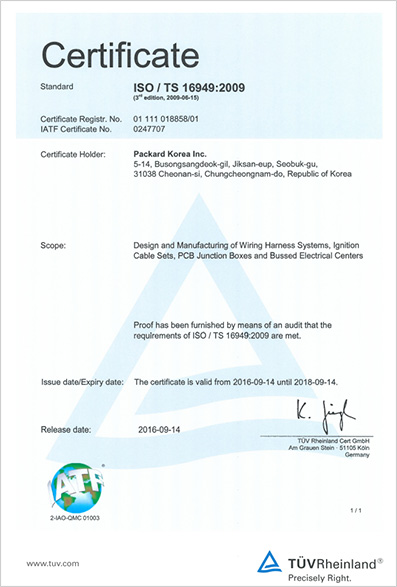 Certificate
Standard ISO / TS 16949:2009
(3rd edition, 2009-06-15)
Certificate Registr. No. 01 111 018858/01
IATF Certificate No. 0247707
Certificate Holder: Packard Korea Inc.
5-14, Busongsangdeok-gil, Jiksan-eup, Seobuk-gu,
31038 Cheonan-si, Chungcheongnam-do, Republic of Korea
Scope: Design and Manufacturing of Wiring Harness Systems, Ignition
Cable Sets, PCB Junction Boxes and Bussed Electrical Centers
Proof has been furnished by means of an audit that the
requirements of ISO / TS 16949:2009 are met.
Issue date/Expiry date: The certificate is valid from 2016-09-14 until 2018-09-14.
Release date: 2016-09-14
TÜV Rheinland Cert GmbH
Am Grauen Stein · 51105 Köln
Germany
IATF
2-IAO-QMC 01003
1 / 1
www.tuv.com
TÜVRheinland®
Precisely Right.